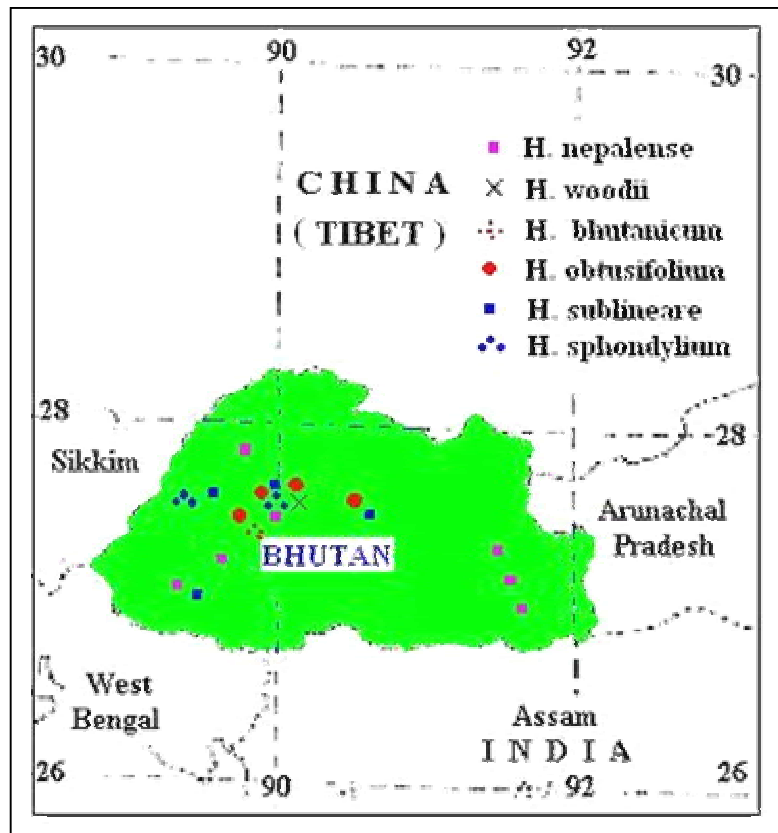 90 92
30 30
H. nepalense
CHINA
H. woodii
(TIBET)
H. bhutanicum
H. obtusifolium
H. sublineare
H. sphondylium
28 28
Sikkim
Arunachal
Pradesh
BHUTAN
West
Bengal
Assam
INDIA
26 26
90 92